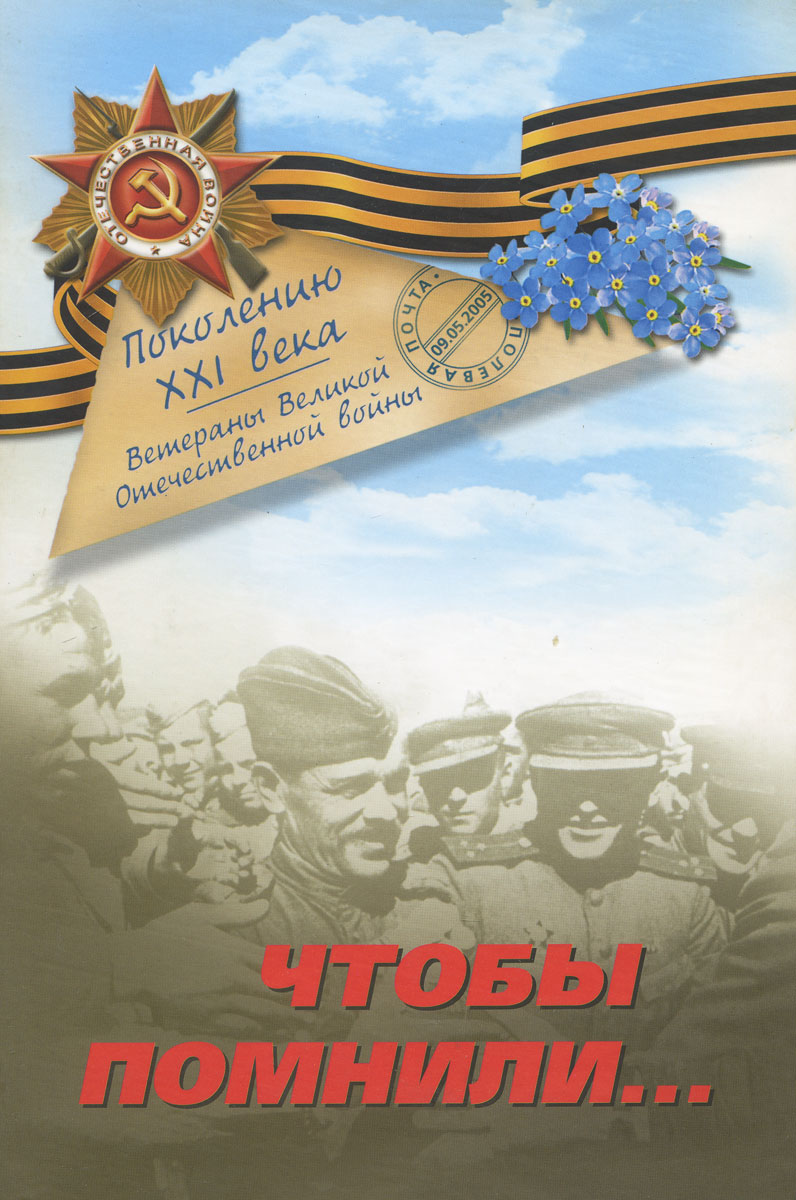 ОТЕЧЕСТВЕННАЯ ВОЙНА
Поколению
XXI века
Ветераны Великой
Отечественной войны
ПОЛЕВАЯ ПОЧТА
09.05.2005
ЧТОБЫ
ПОМНИЛИ...